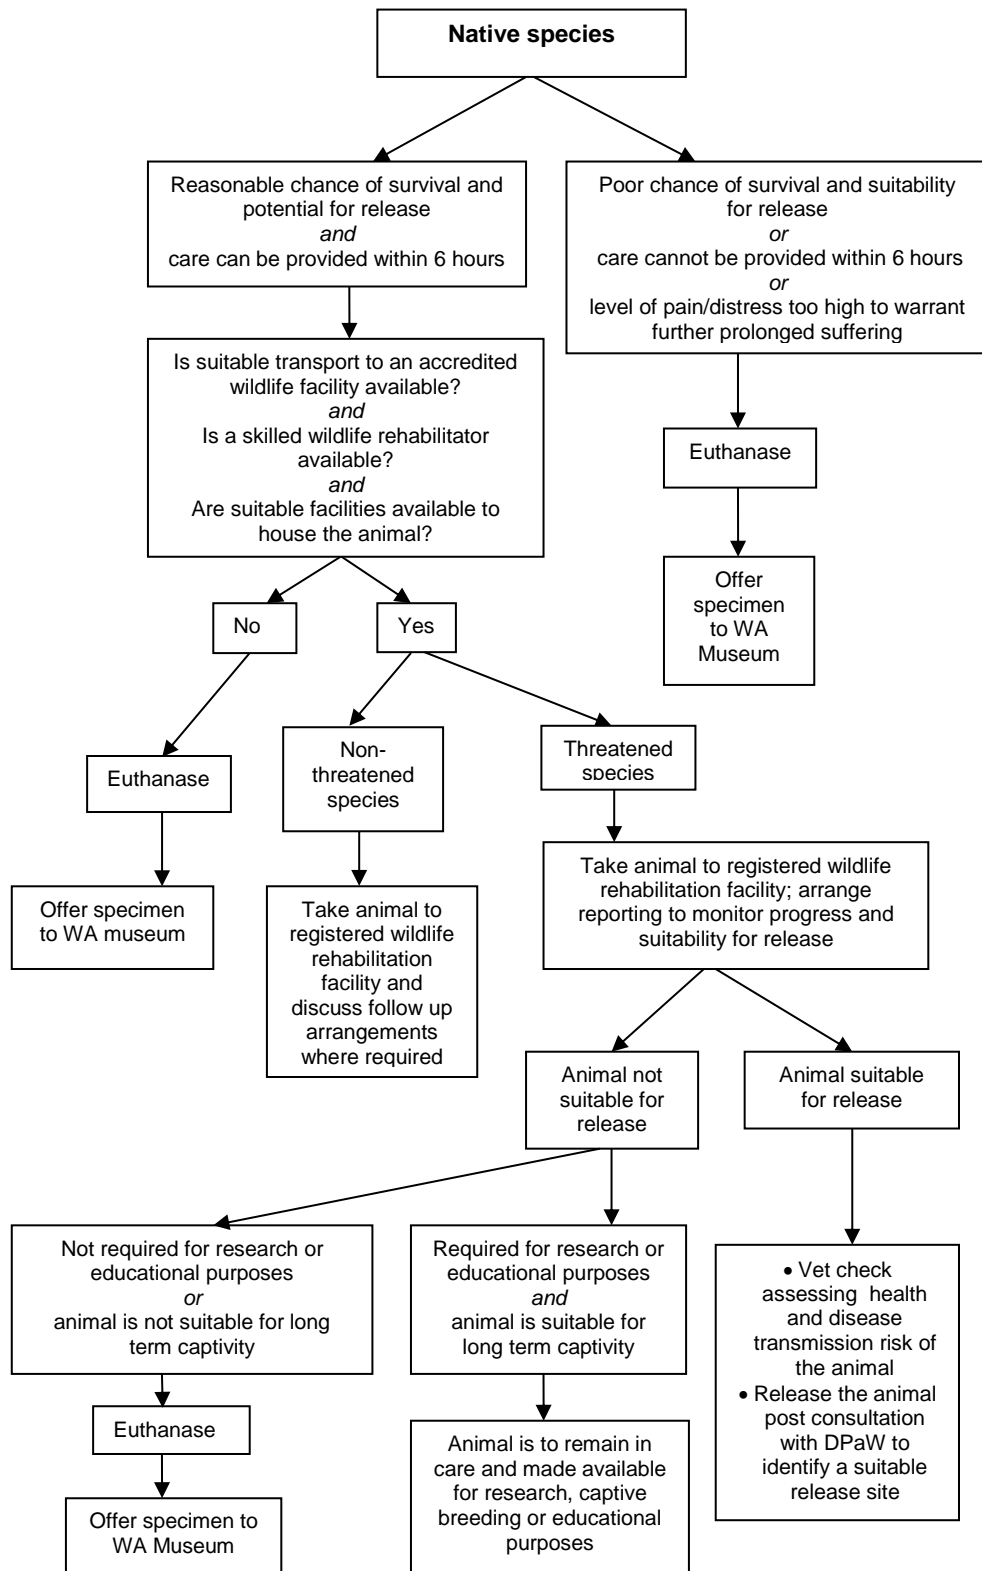 Native species
Reasonable chance of survival and
potential for release
and
care can be provided within 6 hours
Poor chance of survival and suitability
for release
or
care cannot be provided within 6 hours
or
level of pain/distress too high to warrant
further prolonged suffering
Is suitable transport to an accredited
wildlife facility available?
and
Is a skilled wildlife rehabilitator
available?
and
Are suitable facilities available to
house the animal?
Euthanase
Offer
specimen
to WA
Museum
No
Yes
Euthanase
Non-
threatened
species
Threatened
species
Offer specimen
to WA museum
Take animal to
registered wildlife
rehabilitation
facility and
discuss follow up
arrangements
where required
Take animal to registered wildlife
rehabilitation facility; arrange
reporting to monitor progress and
suitability for release
Animal not
suitable for
release
Animal suitable
for release
Not required for research or
educational purposes
or
animal is not suitable for long
term captivity
Required for research or
educational purposes
and
animal is suitable for
long term captivity
• Vet check
assessing health
and disease
transmission risk of
the animal
• Release the animal
post consultation
with DPaW to
identify a suitable
release site
Euthanase
Offer specimen to
WA Museum
Animal is to remain in
care and made available
for research, captive
breeding or educational
purposes